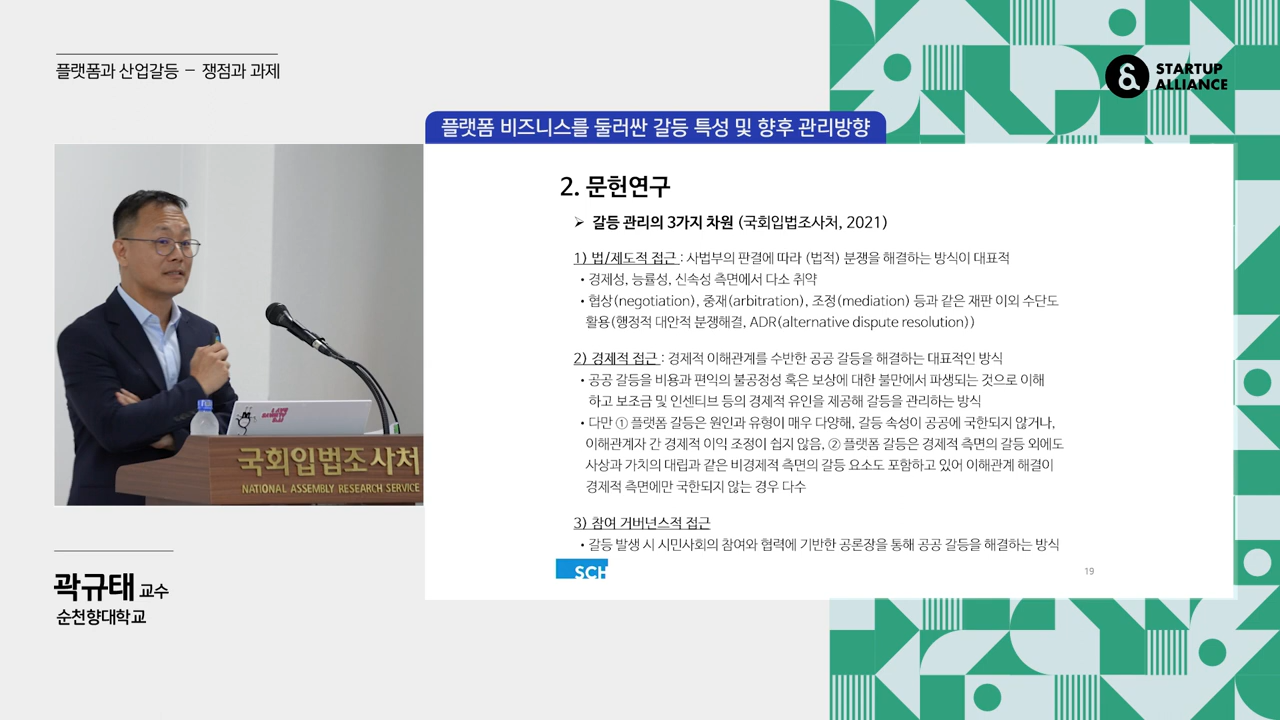 플랫폼과 산업갈등 – 쟁점과 과제
STARTUP
ALLIANCE
플랫폼 비즈니스를 둘러싼 갈등 특성 및 향후 관리방향
2. 문헌연구
➢ 갈등 관리의 3가지 차원 (국회입법조사처, 2021)
1) 법/제도적 접근 : 사법부의 판결에 따라 (법적) 분쟁을 해결하는 방식이 대표적
• 경제성, 능률성, 신속성 측면에서 다소 취약
• 협상(negotiation), 중재(arbitration), 조정(mediation) 등과 같은 재판 이외 수단도
활용(행정적 대안적 분쟁해결, ADR(alternative dispute resolution))
2) 경제적 접근 : 경제적 이해관계를 수반한 공공 갈등을 해결하는 대표적인 방식
• 공공 갈등을 비용과 편익의 불공정성 혹은 보상에 대한 불만에서 파생되는 것으로 이해
하고 보조금 및 인센티브 등의 경제적 유인을 제공해 갈등을 관리하는 방식
• 다만 ① 플랫폼 갈등은 원인과 유형이 매우 다양해, 갈등 속성이 공공에 국한되지 않거나,
이해관계자 간 경제적 이익 조정이 쉽지 않음, ② 플랫폼 갈등은 경제적 측면의 갈등 외에도
사상과 가치의 대립과 같은 비경제적 측면의 갈등 요소도 포함하고 있어 이해관계 해결이
경제적 측면에만 국한되지 않는 경우 다수
3) 참여 거버넌스적 접근
• 갈등 발생 시 시민사회의 참여와 협력에 기반한 공론장을 통해 공공 갈등을 해결하는 방식
SCH
19
국회입법조사처
NATIONAL ASSEMBLY RESEARCH SERVICE
곽규태 교수
순천향대학교